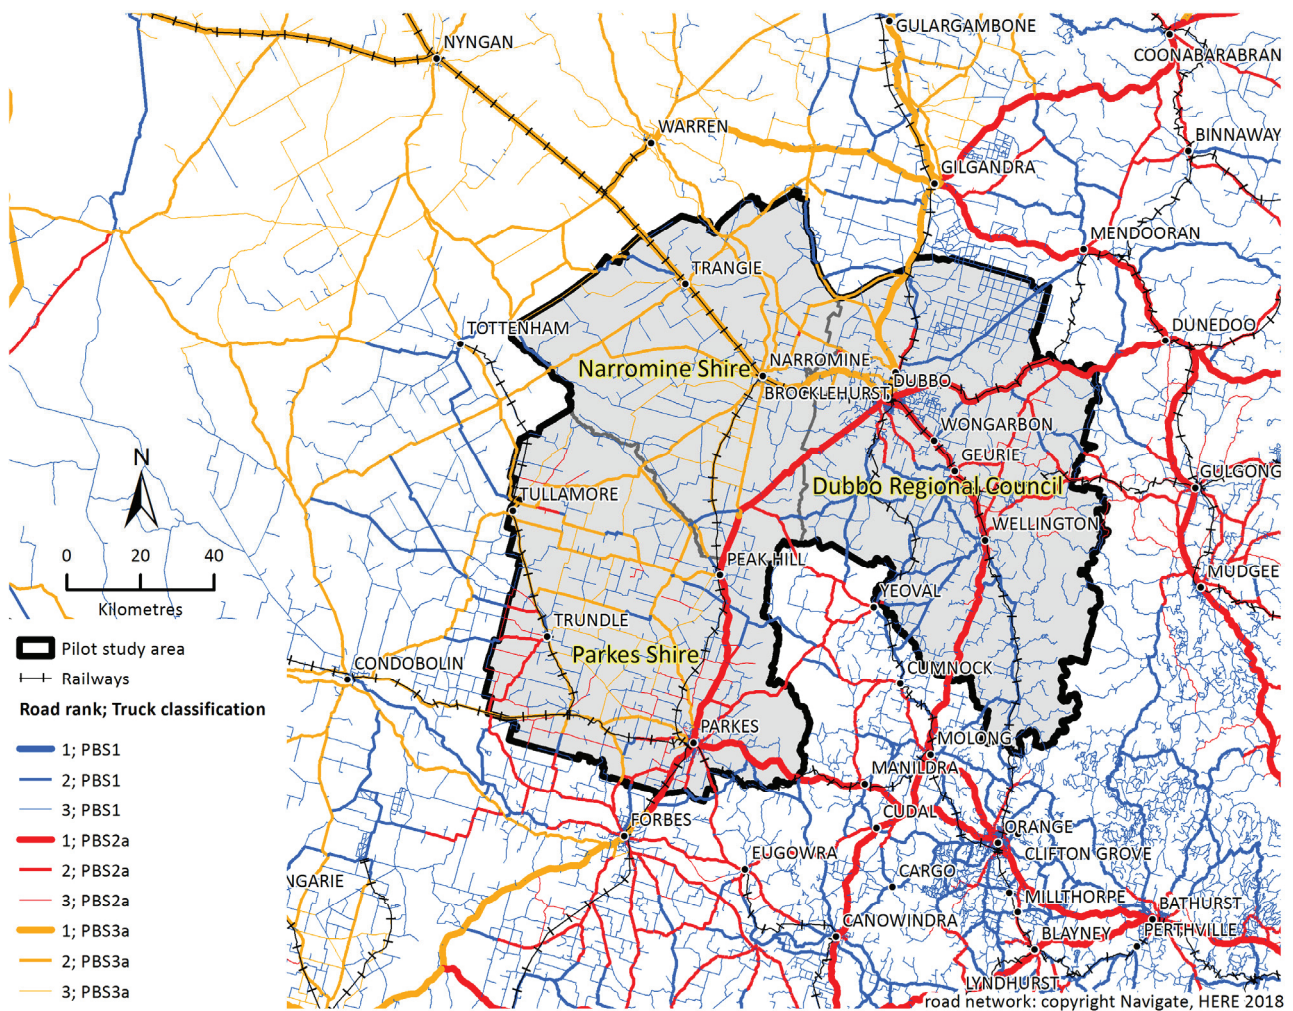 GULARGAMBONE
NYNGAN
COONABARABRAN
WARREN
BINNAWAY
GILGANDRA
MENDOORAN
TRANGIE
TOTTENHAM
DUNEDOO
NARROMINE
Narromine Shire
DUBBO
BROCKLEHURST
WONGARBON
N
GEURIE
GULGONG
Dubbo Regional Council
TULLAMORE
WELLINGTON
0 20 40
Kilometres
PEAK HILL
MUDGEE
YEOVAL
TRUNDLE
Parkes Shire
CONDOBOLIN
CUMNOCK
PARKES
MOLONG
MANILDRA
CUDAL
FORBES
ORANGE
EUGOWRA
CLIFTON GROVE
CARGO
NGARIE
MILLTHORPE
BATHURST
CANOWINDRA
BLAYNEY
PERTHVILLE
LYNDHURST
Pilot study area
Railways
Road rank; Truck classification
1; PBS1
2; PBS1
3; PBS1
1; PBS2a
2; PBS2a
3; PBS2a
1; PBS3a
2; PBS3a
3; PBS3a
road network: copyright Navigate, HERE 2018